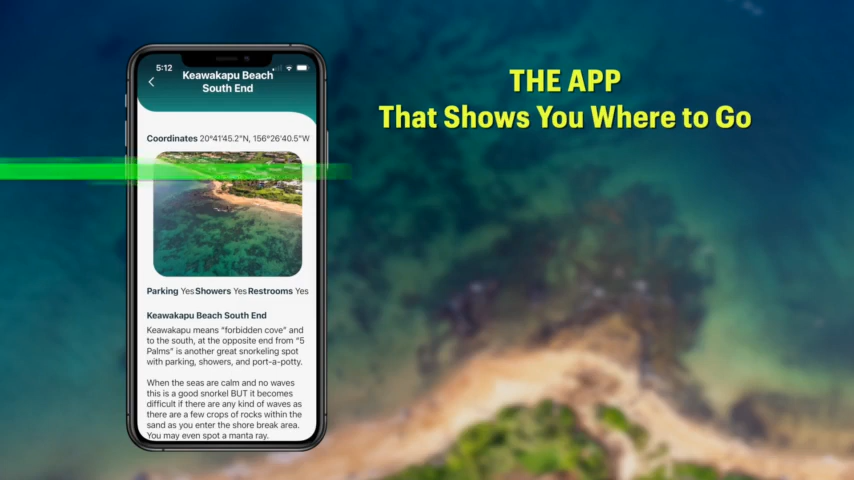 5:12
Keawakapu Beach
South End
Coordinates 20°41'45.2"N, 156°26'40.5"W
Parking Yes Showers Yes Restrooms Yes
Keawakapu Beach South End
Keawakapu means "forbidden cove" and
to the south, at the opposite end from "5
Palms" is another great snorkeling spot
with parking, showers, and port-a-potty.
When the seas are calm and no waves
this is a good snorkel BUT it becomes
difficult if there are any kind of waves as
there are a few crops of rocks within the
sand as you enter the shore break area.
You may even spot a manta ray.
THE APP
That Shows You Where to Go